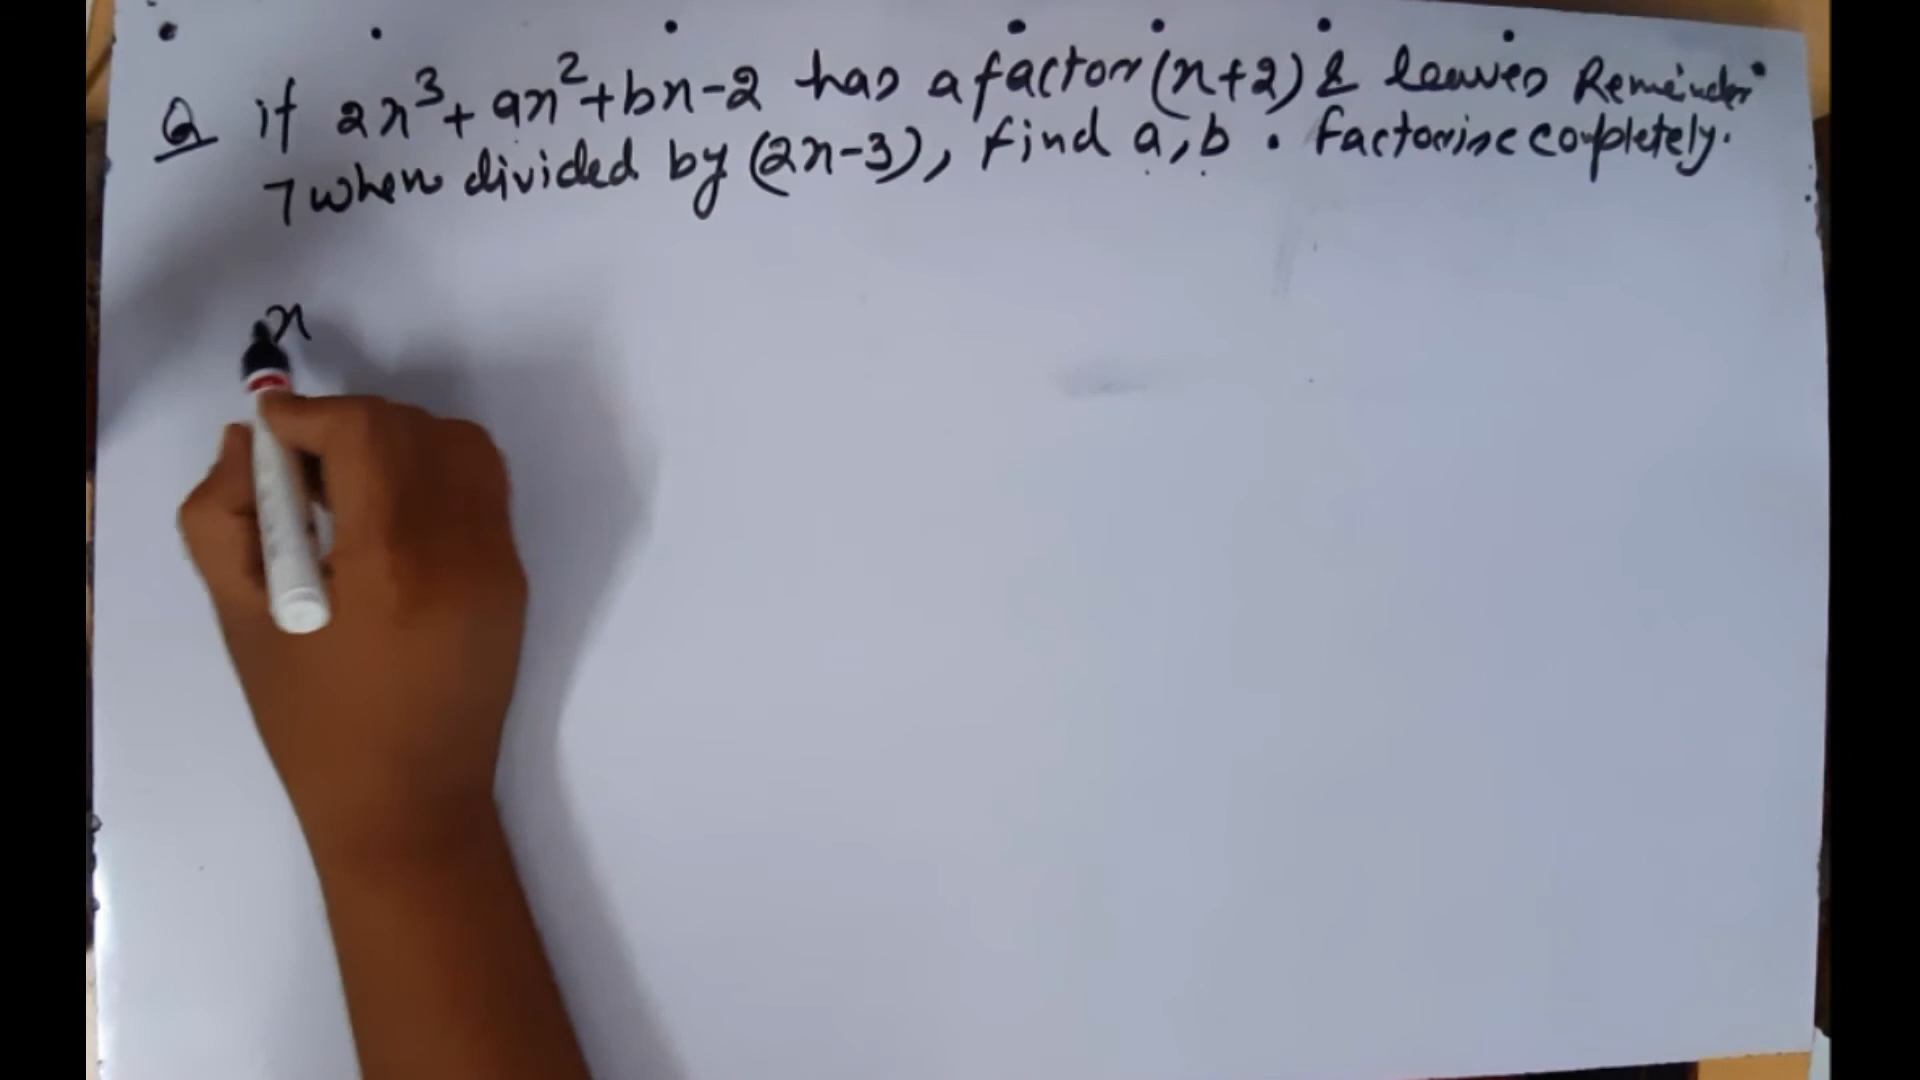 Q if 2x³+ax²+bx-2 has a factor (x+2) & leaves Remainder
7 when divided by (2x-3), find a,b . factorise completely.
x